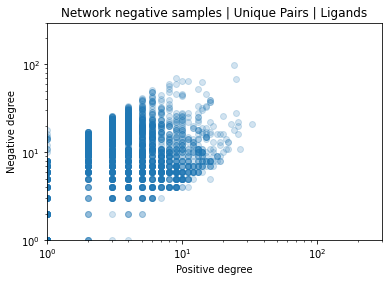 Network negative samples | Unique Pairs | Ligands
Negative degree
10²
10¹
10⁰
10⁰ 10¹ 10²
Positive degree